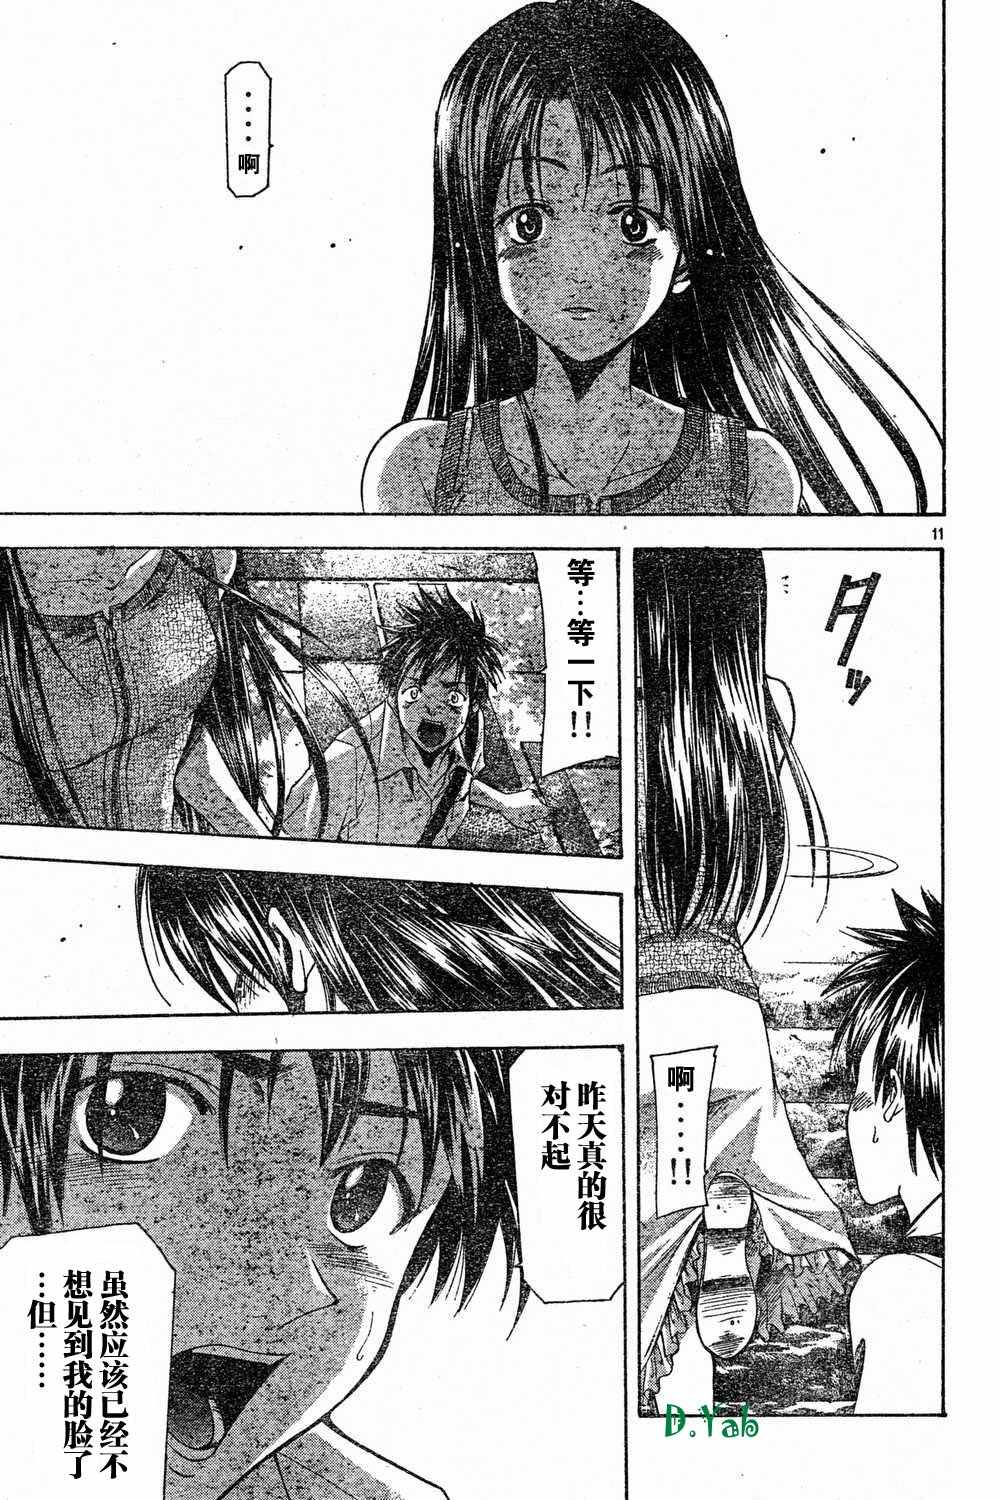 ……啊
11
ダッ
啊……!!
等…等一下!!
昨天真的很
对不起
虽然应该已经不
想见到我的脸了
…但……
D.Yab